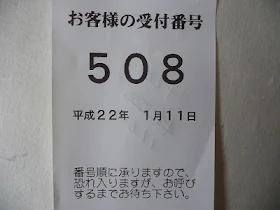 お客様の受付番号
５０８
平成２２年　１月１１日
番号順に承りますので、
恐れ入りますが、お呼び
するまでお待ち下さい。